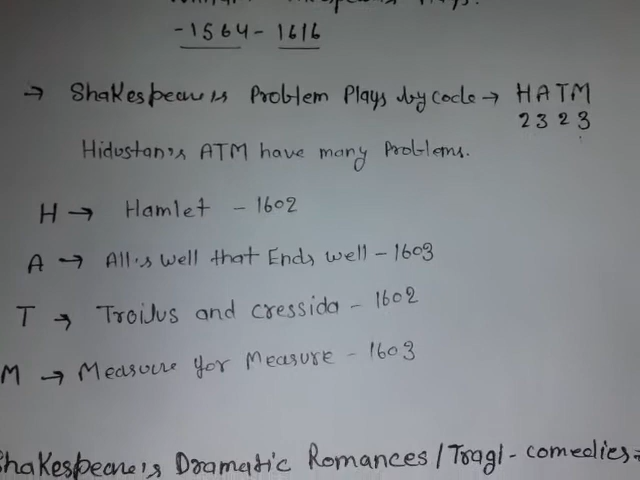 -1564-1616
→ Shakespeare's Problem Plays by code → HATM
2323
Hidustan's ATM have many Problems.
H → Hamlet - 1602
A → All's well that Ends well - 1603
T → Troilus and cressida - 1602
M → Measure for Measure - 1603
Shakespeare's Dramatic Romances / Tragi-comedies